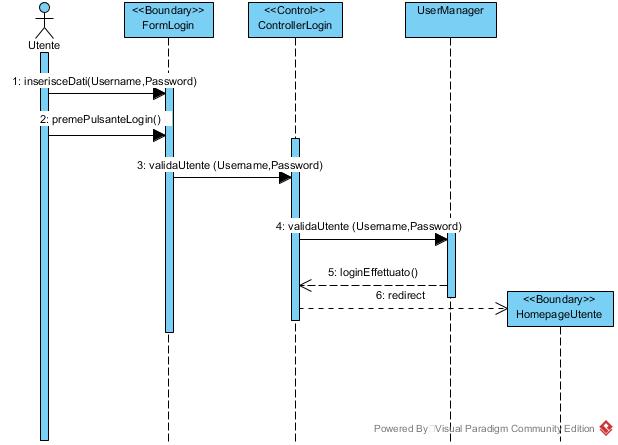 <<Boundary>>
FormLogin
<<Control>>
ControllerLogin
UserManager
Utente
1: inserisceDati(Username,Password)
2: premePulsanteLogin()
3: validaUtente (Username,Password)
4: validaUtente (Username,Password)
5: loginEffettuato()
6: redirect
<<Boundary>>
HomepageUtente
Powered By Visual Paradigm Community Edition